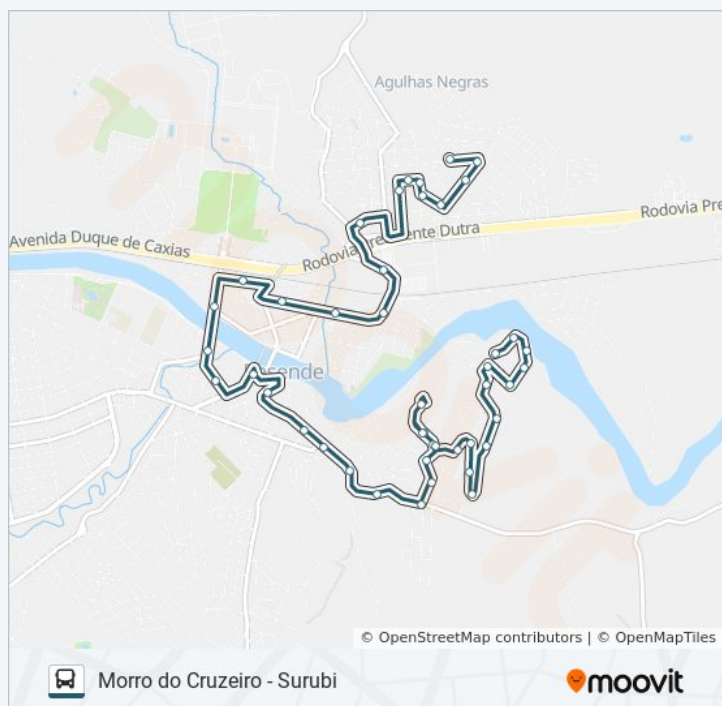 Agulhas Negras
Rodovia Pre
Avenida Duque de Caxias
Rodovia Presidente Dutra
Resende
© OpenStreetMap contributors | © OpenMapTiles
Morro do Cruzeiro - Surubi
moovit